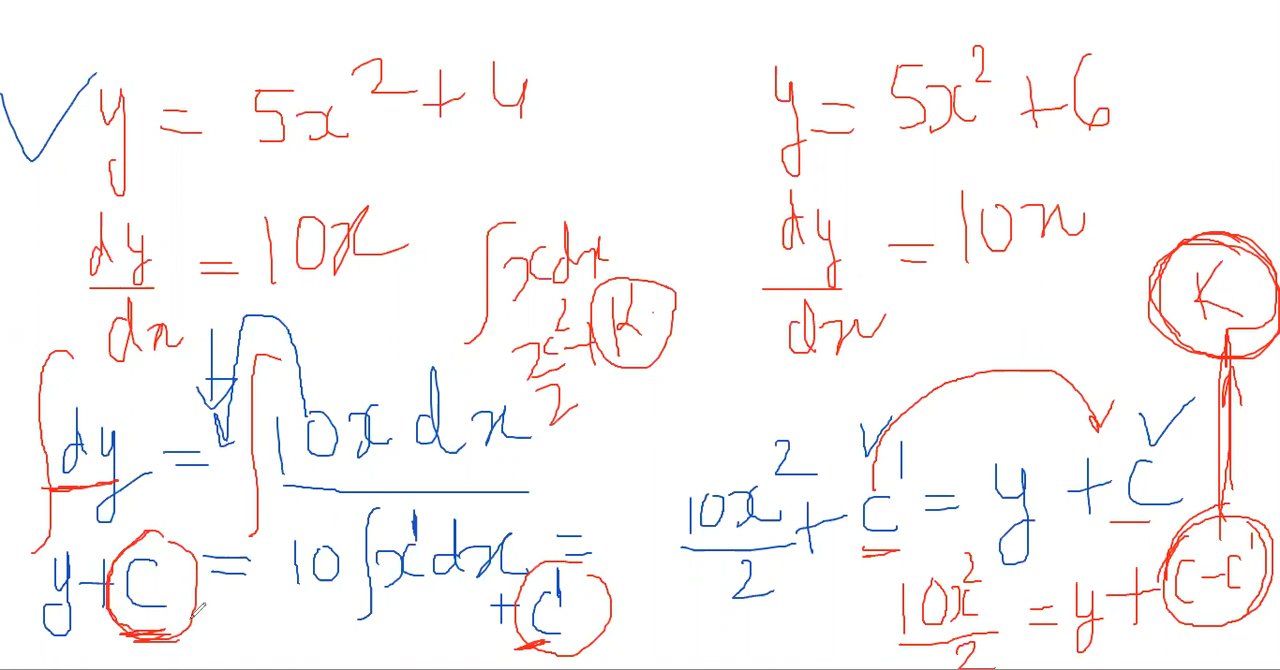 y = 5x² + 4
dy/dx = 10x
∫ x dx
x²/2 + K
∫ dy = ∫ 10x dx
y + C = 10 ∫ x¹ dx + C' =
y = 5x² + 6
dy/dx = 10x
K
10x²/2 + C' = y + C
10x²/2 = y + C - C'